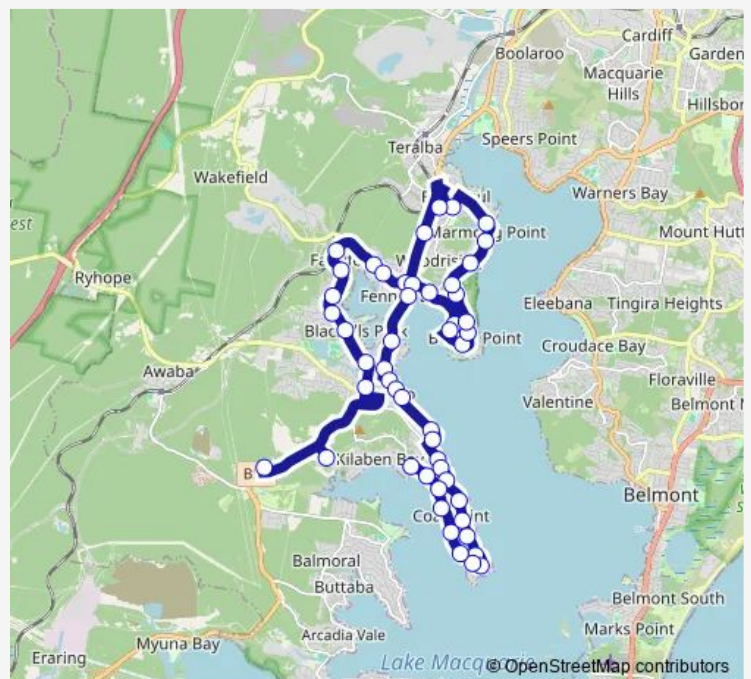 Cardiff
Boolaroo
Garden
Macquarie
Hills
Hillsbor
Teralba
Speers Point
Wakefield
Warners Bay
est
Marmong Point
Mount Hutt
Ryhope
Eleebana
Tingira Heights
Point
Croudace Bay
Awaba
Floraville
Valentine
Belmont N
Kilaben B
B
Belmont
Balmoral
Buttaba
Belmont South
Arcadia Vale
Marks Point
Myuna Bay
Eraring
Lake Macquarie
© OpenStreetMap contributors